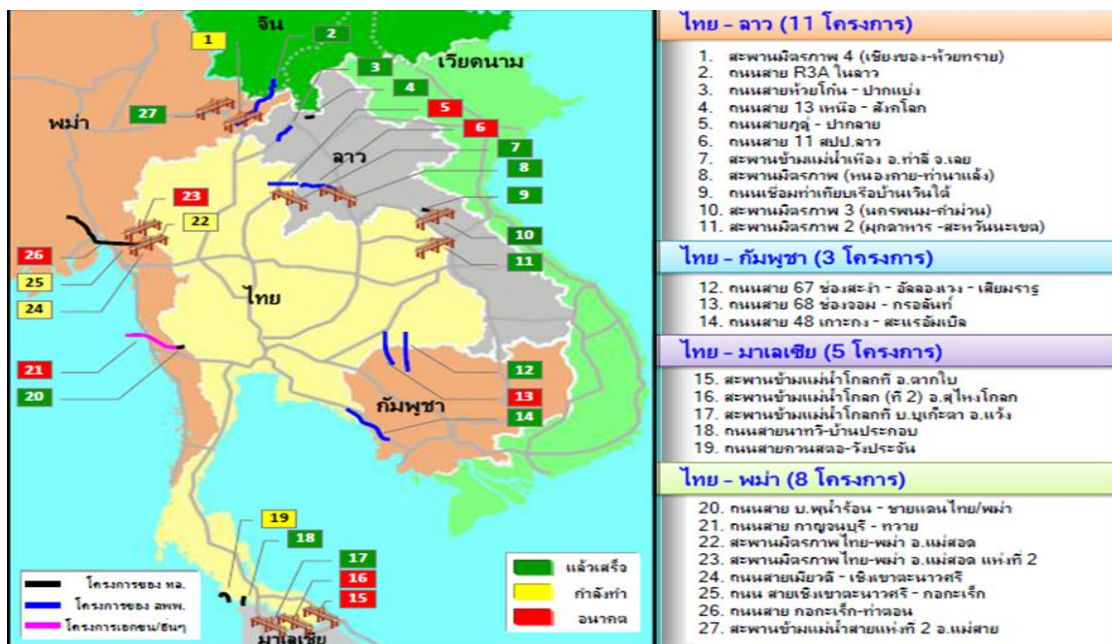 จีน
เวียดนาม
พม่า
ลาว
ไทย
กัมพูชา
มาเลเซีย
1
2
3
4
5
6
7
8
9
10
11
27
23
22
26
25
24
21
20
12
13
14
19
18
17
16
15
โครงการของ ทล.
โครงการของ สพพ.
โครงการเอกชน/อื่นๆ
แล้วเสร็จ
กำลังทำ
อนาคต
ไทย - ลาว (11 โครงการ)
1. สะพานมิตรภาพ 4 (เชียงของ-ห้วยทราย)
2. ถนนสาย R3A ในลาว
3. ถนนสายห้วยโก๋น - ปากแบ่ง
4. ถนนสาย 13 เหนือ - สังคโลก
5. ถนนสายภูดู่ - ปากลาย
6. ถนนสาย 11 สปป.ลาว
7. สะพานข้ามแม่น้ำเหือง อ.ท่าลี่ จ.เลย
8. สะพานมิตรภาพ (หนองคาย-ท่านาแล้ง)
9. ถนนเชื่อมท่าเทียบเรือบ้านเวินใต้
10. สะพานมิตรภาพ 3 (นครพนม-คำม่วน)
11. สะพานมิตรภาพ 2 (มุกดาหาร -สะหวันนะเขต)
ไทย - กัมพูชา (3 โครงการ)
12. ถนนสาย 67 ช่องสะงำ - อัลลองเวง - เสียมราฐ
13. ถนนสาย 68 ช่องจอม - กรอลันท์
14. ถนนสาย 48 เกาะกง - สะแรอัมเบิล
ไทย - มาเลเซีย (5 โครงการ)
15. สะพานข้ามแม่น้ำโกลกที่ อ.ตากใบ
16. สะพานข้ามแม่น้ำโกลก (ที่ 2) อ.สุไหงโกลก
17. สะพานข้ามแม่น้ำโกลกที่ บ.บูเก๊ะตา อ.แว้ง
18. ถนนสายนาทวี-บ้านประกอบ
19. ถนนสายควนสตอ-วังประจัน
ไทย - พม่า (8 โครงการ)
20. ถนนสาย บ.พุน้ำร้อน - ชายแดนไทย/พม่า
21. ถนนสาย กาญจนบุรี - ทวาย
22. สะพานมิตรภาพไทย-พม่า อ.แม่สอด
23. สะพานมิตรภาพไทย-พม่า อ.แม่สอด แห่งที่ 2
24. ถนนสายเมียวดี - เชิงเขาตะนาวศรี
25. ถนน สายเชิงเขาตะนาวศรี - กอกะเร็ก
26. ถนนสาย กอกะเร็ก-ท่าตอน
27. สะพานข้ามแม่น้ำสายแห่งที่ 2 อ.แม่สาย